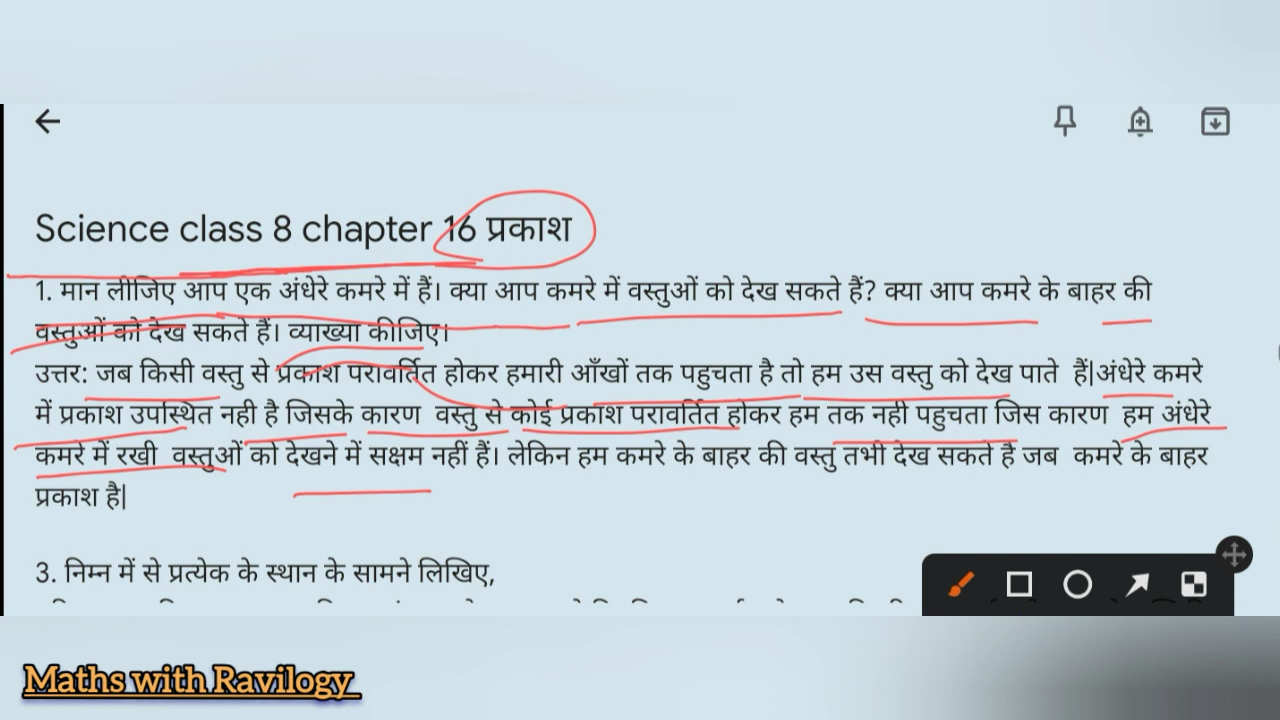 Science class 8 chapter 16 प्रकाश
1. मान लीजिए आप एक अंधेरे कमरे में हैं। क्या आप कमरे में वस्तुओं को देख सकते हैं? क्या आप कमरे के बाहर की
वस्तुओं को देख सकते हैं। व्याख्या कीजिए।
उत्तर: जब किसी वस्तु से प्रकाश परावर्तित होकर हमारी आँखों तक पहुचता है तो हम उस वस्तु को देख पाते हैं|अंधेरे कमरे
में प्रकाश उपस्थित नही है जिसके कारण वस्तु से कोई प्रकाश परावर्तित होकर हम तक नही पहुचता जिस कारण हम अंधेरे
कमरे में रखी वस्तुओं को देखने में सक्षम नहीं हैं। लेकिन हम कमरे के बाहर की वस्तु तभी देख सकते है जब कमरे के बाहर
प्रकाश है|
3. निम्न में से प्रत्येक के स्थान के सामने लिखिए,
Maths with Ravilogy